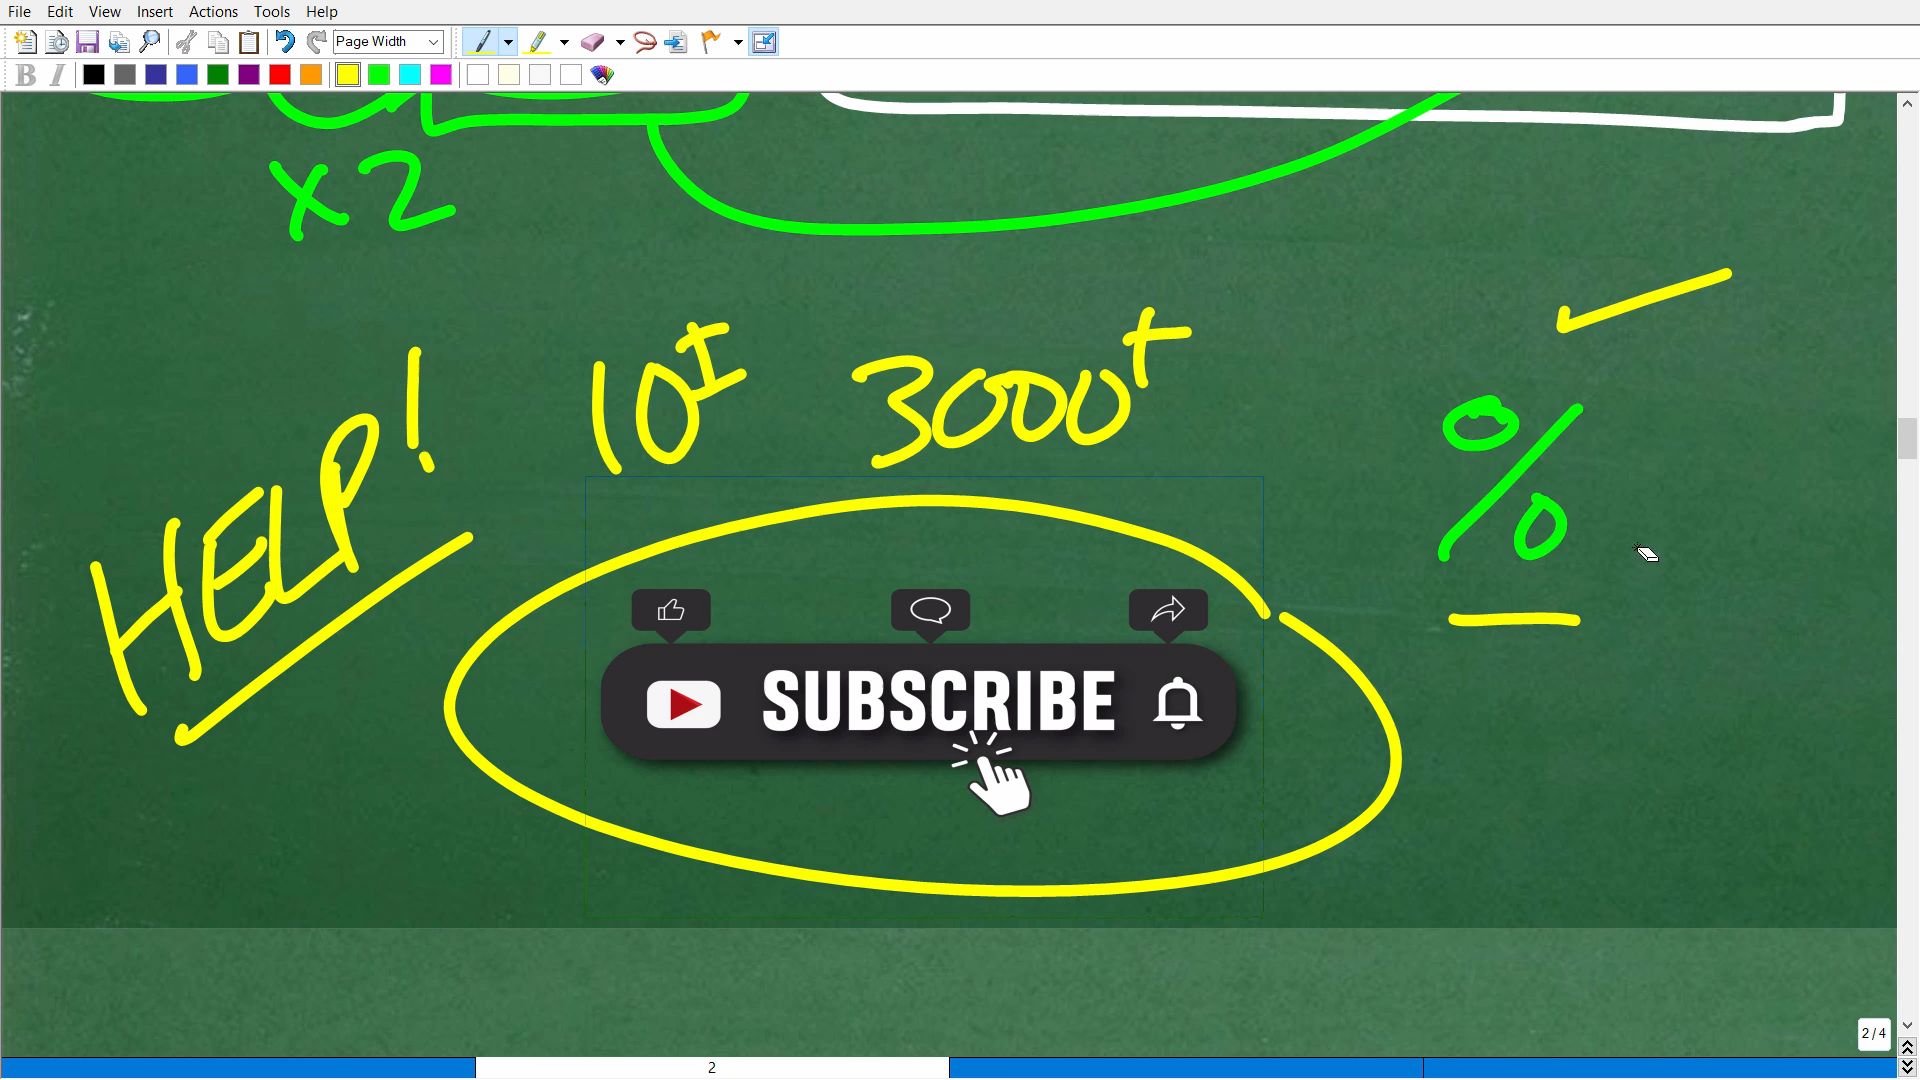 File Edit View Insert Actions Tools Help
Page Width
B I
x2
HELP! 10± 3000+
%
SUBSCRIBE
2 / 4
2